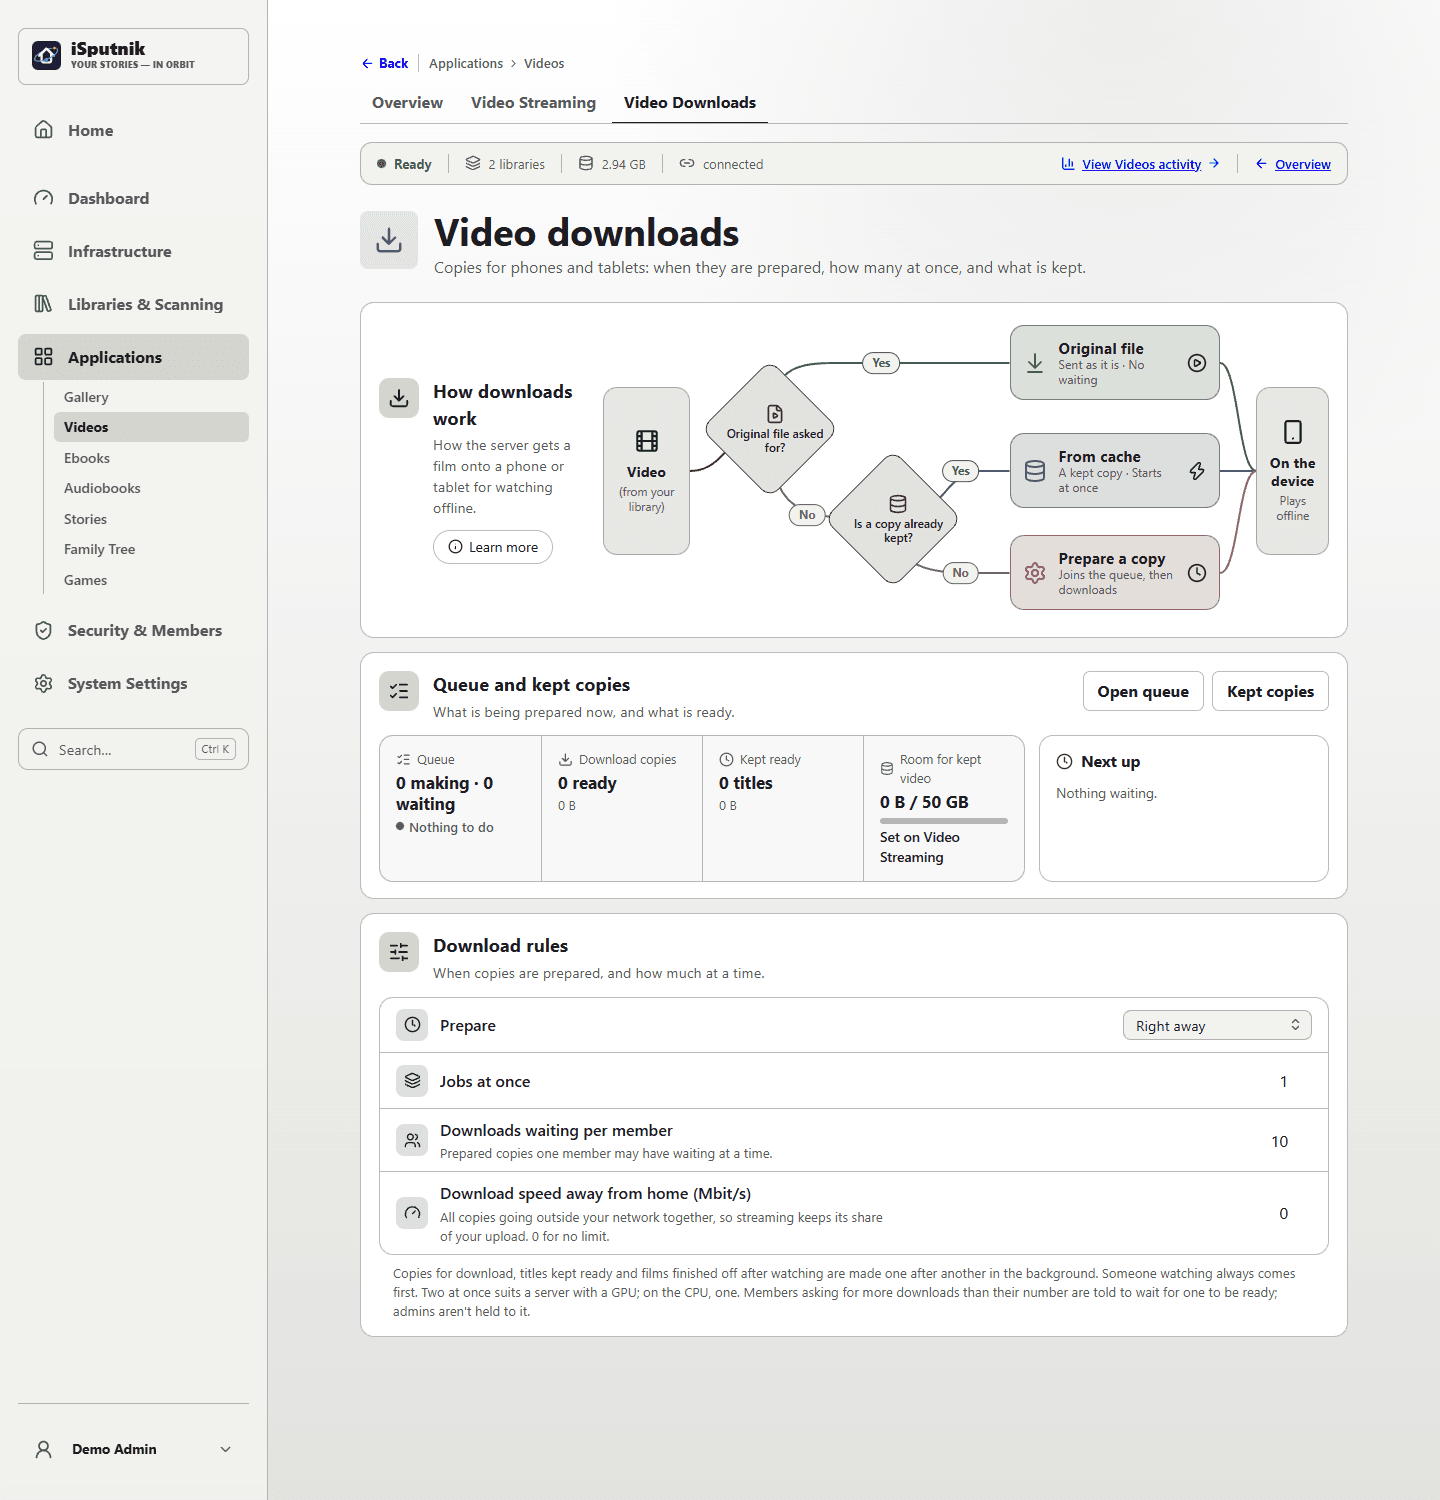 iSputnik
YOUR STORIES — IN ORBIT
Home
Dashboard
Infrastructure
Libraries & Scanning
Applications
Gallery
Videos
Ebooks
Audiobooks
Stories
Family Tree
Games
Security & Members
System Settings
Search...
Ctrl K
Demo Admin
Back
Applications
Videos
Overview
Video Streaming
Video Downloads
Ready
2 libraries
2.94 GB
connected
View Videos activity
Overview
Video downloads
Copies for phones and tablets: when they are prepared, how many at once, and what is kept.
How downloads
work
How the server gets a
film onto a phone or
tablet for watching
offline.
Learn more
Video
(from your
library)
Original file asked
for?
Yes
No
Is a copy already
kept?
Yes
No
Original file
Sent as it is · No
waiting
From cache
A kept copy · Starts
at once
Prepare a copy
Joins the queue, then
downloads
On the
device
Plays
offline
Queue and kept copies
What is being prepared now, and what is ready.
Open queue
Kept copies
Queue
0 making · 0
waiting
Nothing to do
Download copies
0 ready
0 B
Kept ready
0 titles
0 B
Room for kept
video
0 B / 50 GB
Set on Video
Streaming
Next up
Nothing waiting.
Download rules
When copies are prepared, and how much at a time.
Prepare
Right away
Jobs at once
1
Downloads waiting per member
Prepared copies one member may have waiting at a time.
10
Download speed away from home (Mbit/s)
All copies going outside your network together, so streaming keeps its share
of your upload. 0 for no limit.
0
Copies for download, titles kept ready and films finished off after watching are made one after another in the background. Someone watching always comes
first. Two at once suits a server with a GPU; on the CPU, one. Members asking for more downloads than their number are told to wait for one to be ready;
admins aren't held to it.